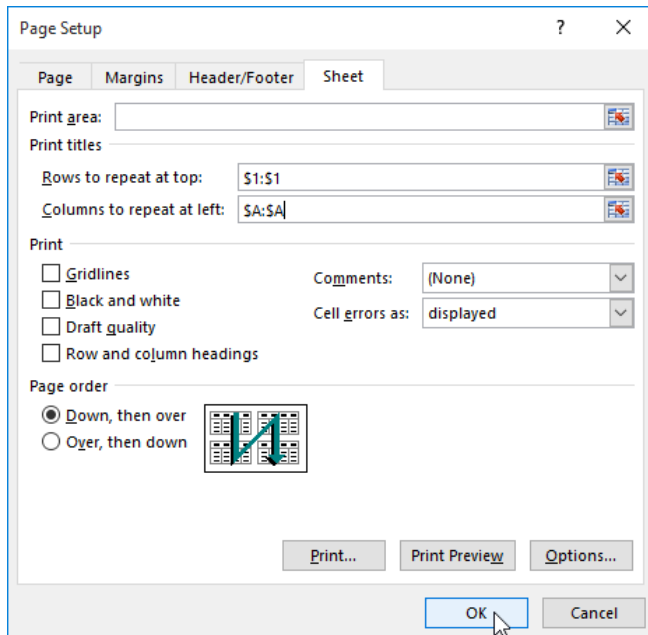 Page Setup ?
Page Margins Header/Footer Sheet
Print area:
Print titles
Rows to repeat at top: $1:$1
Columns to repeat at left: $A:$A
Print
Gridlines Comments: (None)
Black and white Cell errors as: displayed
Draft quality
Row and column headings
Page order
Down, then over
Over, then down
Print... Print Preview Options...
OK Cancel